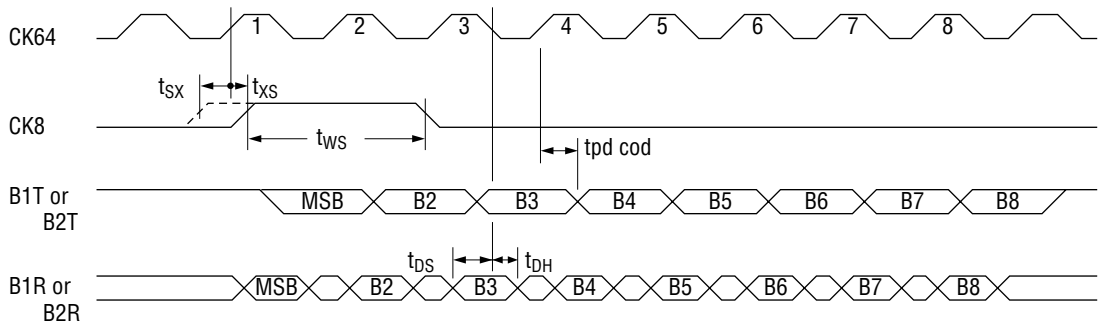 CK64 1 2 3 4 5 6 7 8
tSX tXS
CK8
tWS
tpd cod
B1T or
B2T
MSB B2 B3 B4 B5 B6 B7 B8
tDS tDH
B1R or
B2R
MSB B2 B3 B4 B5 B6 B7 B8